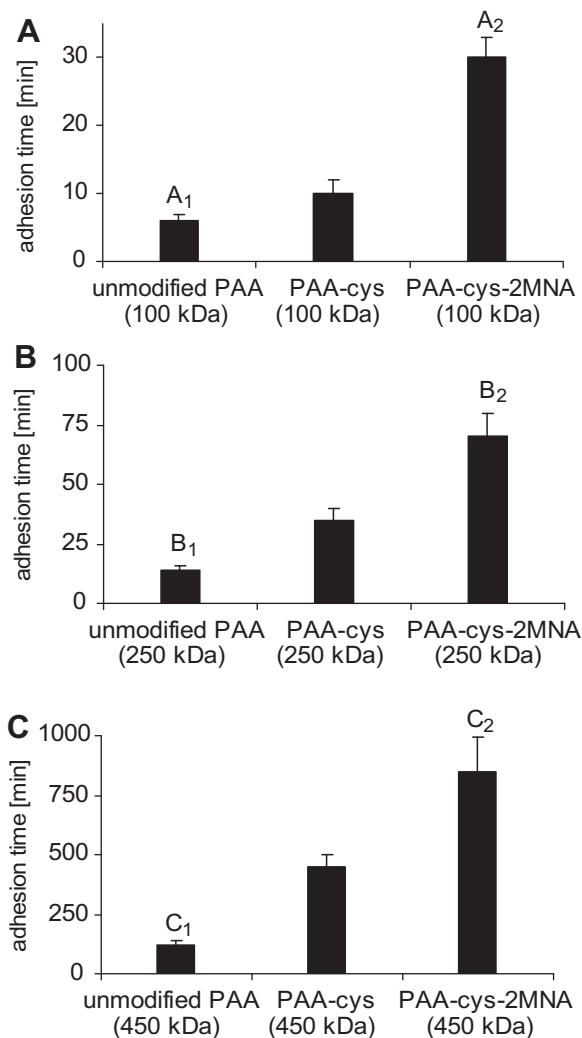 A
adhesion time [min]
30
20
10
0
A1
A2
unmodified PAA PAA-cys PAA-cys-2MNA
(100 kDa) (100 kDa) (100 kDa)
B
adhesion time [min]
100
75
50
25
0
B1
B2
unmodified PAA PAA-cys PAA-cys-2MNA
(250 kDa) (250 kDa) (250 kDa)
C
adhesion time [min]
1000
750
500
250
0
C1
C2
unmodified PAA PAA-cys PAA-cys-2MNA
(450 kDa) (450 kDa) (450 kDa)